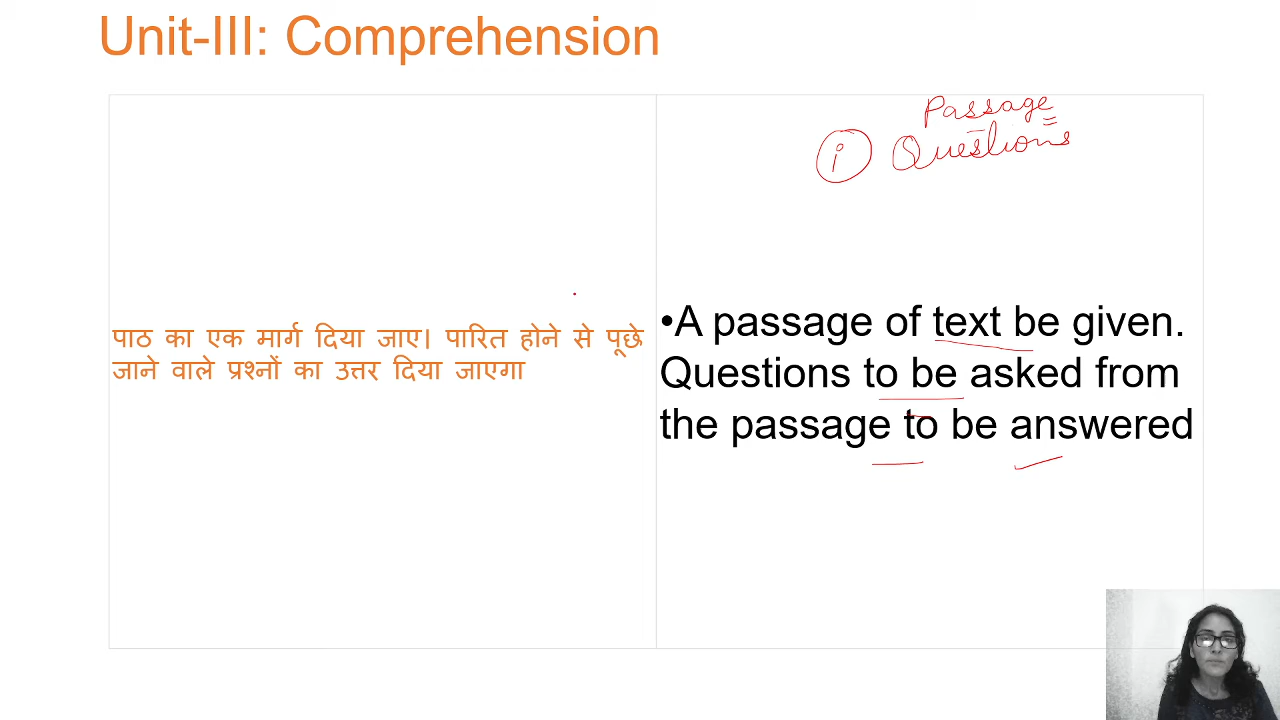 Unit-III: Comprehension
पाठ का एक मार्ग दिया जाए। पारित होने से पूछे
जाने वाले प्रश्नों का उत्तर दिया जाएगा
Passage
i Questions
•A passage of text be given.
Questions to be asked from
the passage to be answered